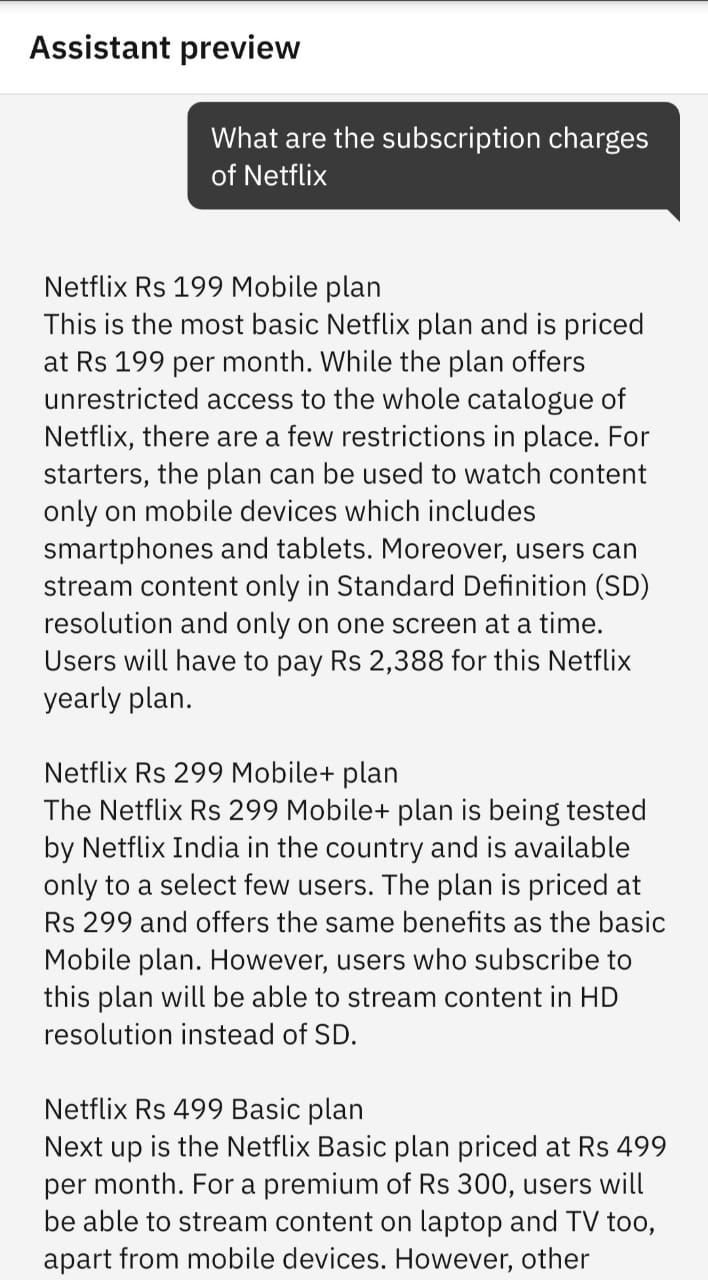 Assistant preview
What are the subscription charges
of Netflix
Netflix Rs 199 Mobile plan
This is the most basic Netflix plan and is priced
at Rs 199 per month. While the plan offers
unrestricted access to the whole catalogue of
Netflix, there are a few restrictions in place. For
starters, the plan can be used to watch content
only on mobile devices which includes
smartphones and tablets. Moreover, users can
stream content only in Standard Definition (SD)
resolution and only on one screen at a time.
Users will have to pay Rs 2,388 for this Netflix
yearly plan.
Netflix Rs 299 Mobile+ plan
The Netflix Rs 299 Mobile+ plan is being tested
by Netflix India in the country and is available
only to a select few users. The plan is priced at
Rs 299 and offers the same benefits as the basic
Mobile plan. However, users who subscribe to
this plan will be able to stream content in HD
resolution instead of SD.
Netflix Rs 499 Basic plan
Next up is the Netflix Basic plan priced at Rs 499
per month. For a premium of Rs 300, users will
be able to stream content on laptop and TV too,
apart from mobile devices. However, other